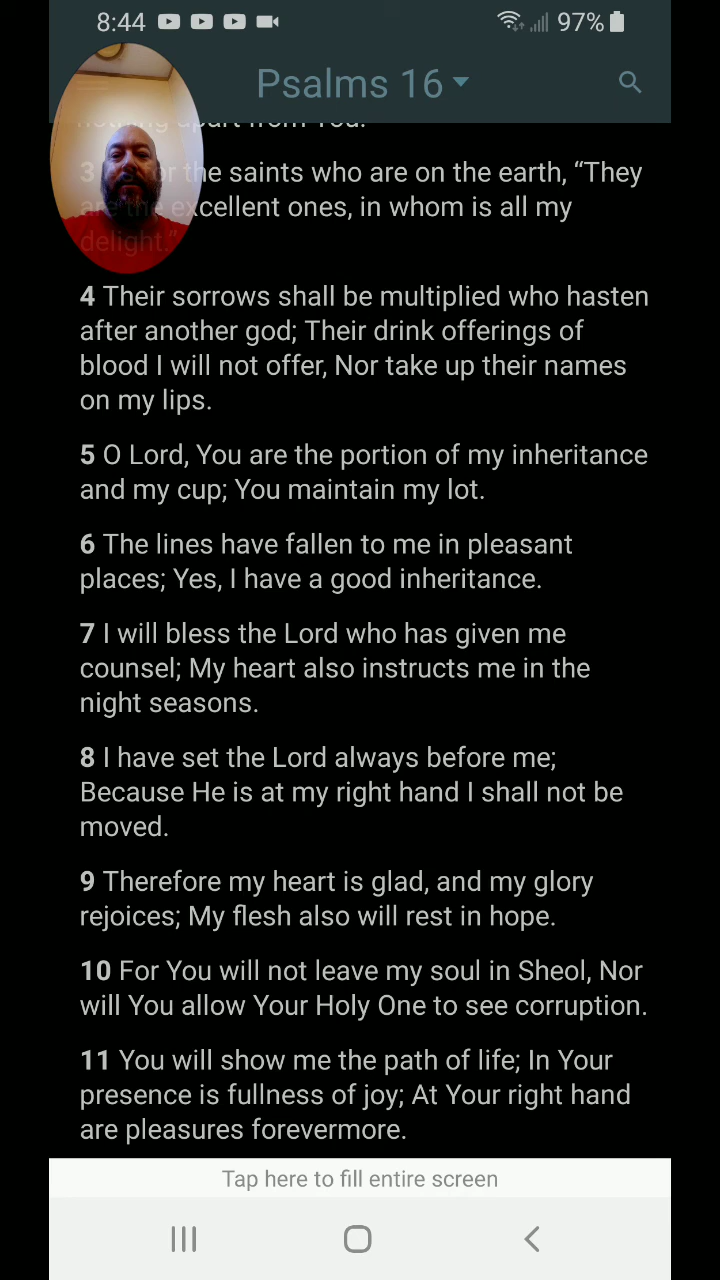 8:44 97%
Psalms 16
apart from You.
3 the saints who are on the earth, “They
are the excellent ones, in whom is all my
delight.”
4 Their sorrows shall be multiplied who hasten
after another god; Their drink offerings of
blood I will not offer, Nor take up their names
on my lips.
5 O Lord, You are the portion of my inheritance
and my cup; You maintain my lot.
6 The lines have fallen to me in pleasant
places; Yes, I have a good inheritance.
7 I will bless the Lord who has given me
counsel; My heart also instructs me in the
night seasons.
8 I have set the Lord always before me;
Because He is at my right hand I shall not be
moved.
9 Therefore my heart is glad, and my glory
rejoices; My flesh also will rest in hope.
10 For You will not leave my soul in Sheol, Nor
will You allow Your Holy One to see corruption.
11 You will show me the path of life; In Your
presence is fullness of joy; At Your right hand
are pleasures forevermore.
Tap here to fill entire screen